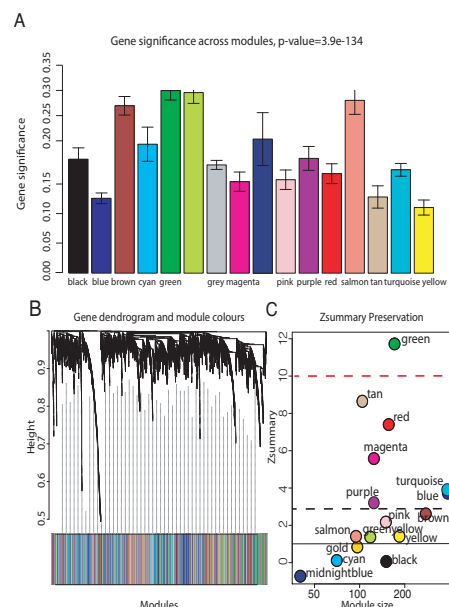 A
Gene significance across modules, p-value=3.9e-134
Gene significance
0.35
0.30
0.25
0.20
0.15
0.10
0.00
black blue brown cyan green grey magenta pink purple red salmon tan turquoise yellow
B
Gene dendrogram and module colours
Height
1
0.9
0.8
0.7
0.6
0.5
Modules
C
Zsummary Preservation
Zsummary
12
10
8
6
4
2
0
green
tan
red
magenta
turquoise
blue
purple
pink
brown
salmon
greenyellow
yellow
gold
cyan
black
midnightblue
50 100 200
Module size